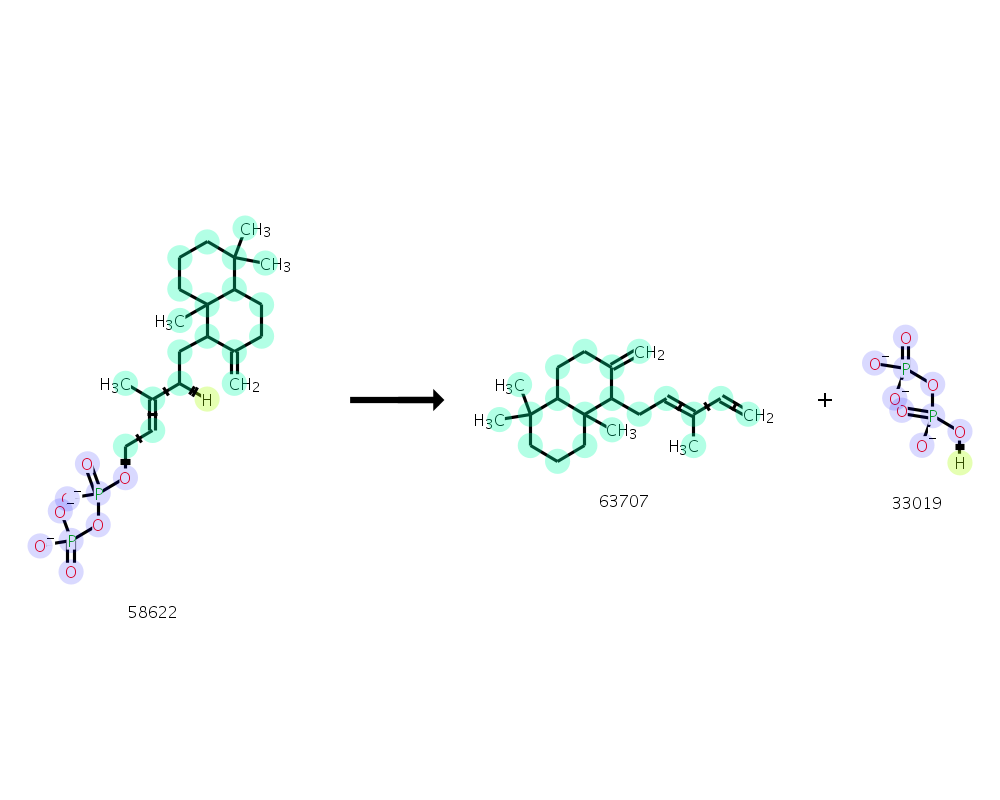 CH₃
CH₃
H₃C
CH₂
H₃C
H
O
O
P
O⁻
O⁻
O
O⁻
P
O
58622
CH₂
H₃C
H₃C
CH₃
H₃C
CH₂
63707
+
O
O⁻
P
O
O⁻
O
P
O
O⁻
H
33019